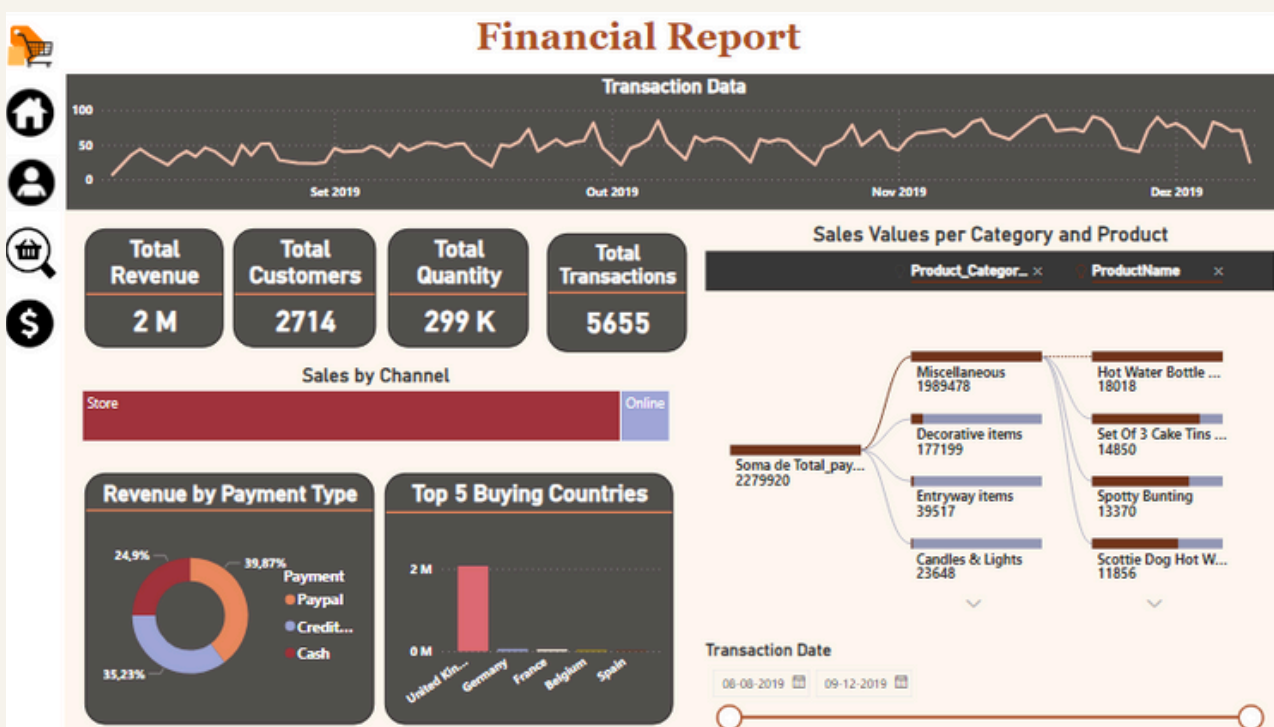 Financial Report
Transaction Data
100
50
0
Set 2019
Out 2019
Nov 2019
Dez 2019
Total
Revenue
2 M
Total
Customers
2714
Total
Quantity
299 K
Total
Transactions
5655
Sales by Channel
Store
Online
Revenue by Payment Type
24,9%
39,87%
35,23%
Payment
Paypal
Credit...
Cash
Top 5 Buying Countries
2 M
0 M
United Kin...
Germany
France
Belgium
Spain
Sales Values per Category and Product
Product_Categor...
ProductName
Soma de Total_pay...
2279920
Miscellaneous
1989478
Decorative items
177199
Entryway items
39517
Candles & Lights
23648
Hot Water Bottle ...
18018
Set Of 3 Cake Tins ...
14850
Spotty Bunting
13370
Scottie Dog Hot W...
11856
Transaction Date
08-08-2019
09-12-2019